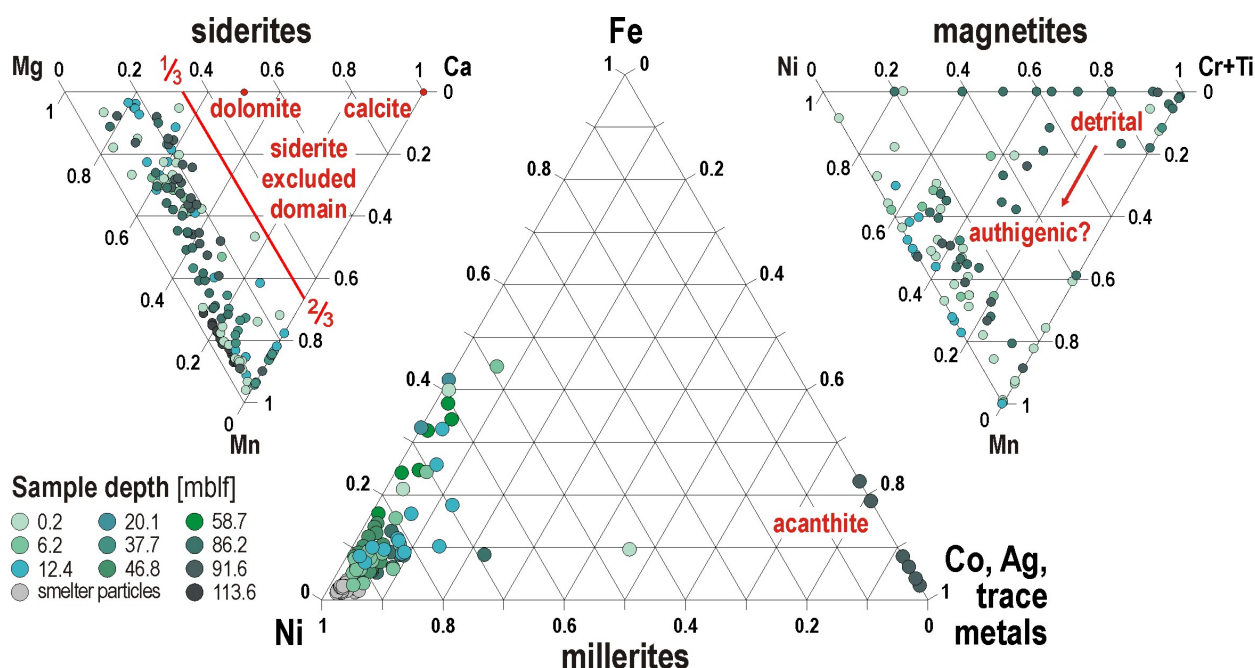 siderites
Fe
magnetites
Mg
0
0.2
1/3
0.4
0.6
0.8
1
Ca
0
1
dolomite
calcite
siderite
excluded
domain
0.2
0.8
0.4
0.6
0.6
0.4
2/3
0.8
0.2
1
0
Mn
1
0
0.8
0.2
0.6
0.4
0.4
0.6
0.2
0.8
0
1
Ni
1
0.8
0.6
0.4
0.2
0
millerites
acanthite
Co, Ag,
trace
metals
Ni
0
0.2
0.4
0.6
0.8
1
Cr+Ti
1
0
detrital
0.8
0.2
authigenic?
0.6
0.4
0.4
0.6
0.2
0.8
0
1
Mn
Sample depth [mblf]
0.2
20.1
58.7
6.2
37.7
86.2
12.4
46.8
91.6
smelter particles
113.6